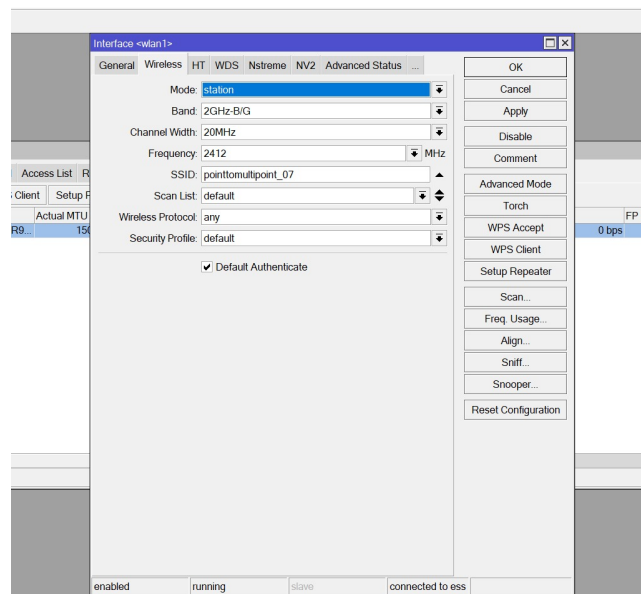 Interface <wlan1>
General Wireless HT WDS Nstreme NV2 Advanced Status ...
Mode: station
Band: 2GHz-B/G
Channel Width: 20MHz
Frequency: 2412 MHz
SSID: pointtomultipoint_07
Scan List: default
Wireless Protocol: any
Security Profile: default
Default Authenticate
OK
Cancel
Apply
Disable
Comment
Advanced Mode
Torch
WPS Accept
WPS Client
Setup Repeater
Scan...
Freq. Usage...
Align...
Sniff...
Snooper...
Reset Configuration
Access List R
Client Setup R
Actual MTU FP
R9... 150 0 bps
enabled running slave connected to ess